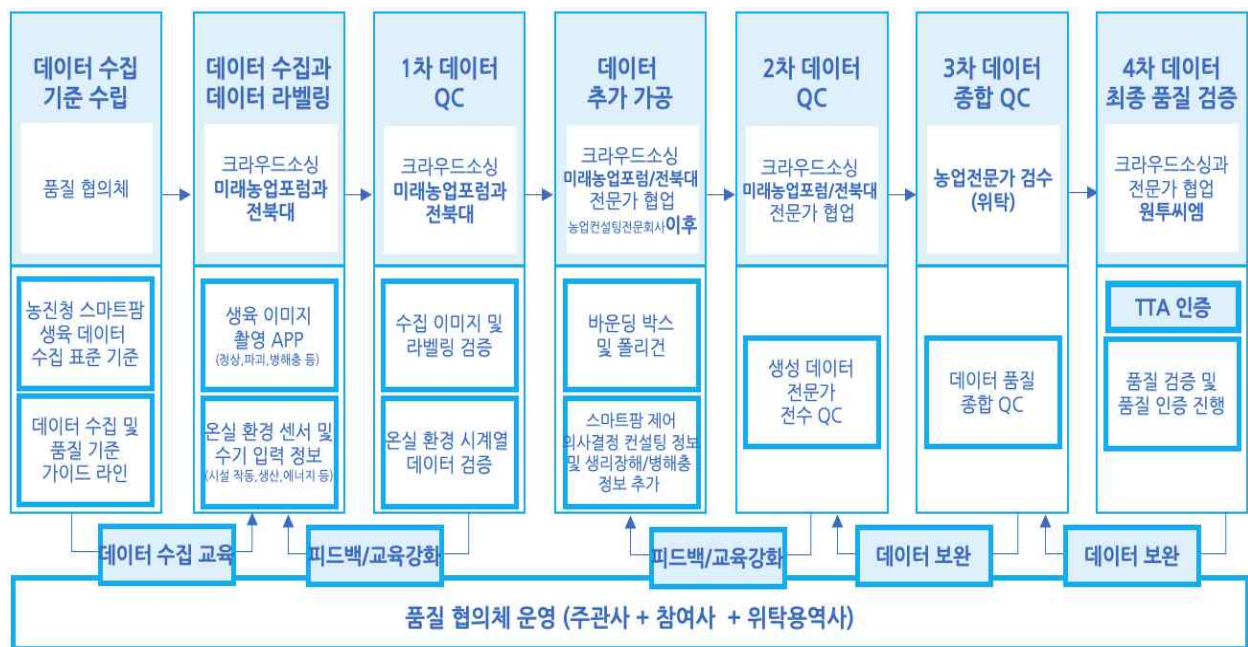 데이터 수집
기준 수립
품질 협의체
농진청 스마트팜
생육 데이터
수집 표준 기준
데이터 수집 및
품질 기준
가이드 라인
데이터 수집과
데이터 라벨링
크라우드소싱
미래농업포럼과
전북대
생육 이미지
촬영 APP
(정상,파괴,병해충 등)
온실 환경 센서 및
수기 입력 정보
(시설 작동,생산,에너지 등)
1차 데이터
QC
크라우드소싱
미래농업포럼과
전북대
수집 이미지 및
라벨링 검증
온실 환경 시계열
데이터 검증
데이터
추가 가공
크라우드소싱
미래농업포럼/전북대
전문가 협업
농업컨설팅전문회사이후
바운딩 박스
및 폴리건
스마트팜 제어
의사결정 컨설팅 정보
및 생리장해/병해충
정보 추가
2차 데이터
QC
크라우드소싱
미래농업포럼/전북대
전문가 협업
생성 데이터
전문가
전수 QC
3차 데이터
종합 QC
농업전문가 검수
(위탁)
데이터 품질
종합 QC
4차 데이터
최종 품질 검증
크라우드소싱과
전문가 협업
원투씨엠
TTA 인증
품질 검증 및
품질 인증 진행
데이터 수집 교육
피드백/교육강화
피드백/교육강화
데이터 보완
데이터 보완
품질 협의체 운영 (주관사 + 참여사 + 위탁용역사)